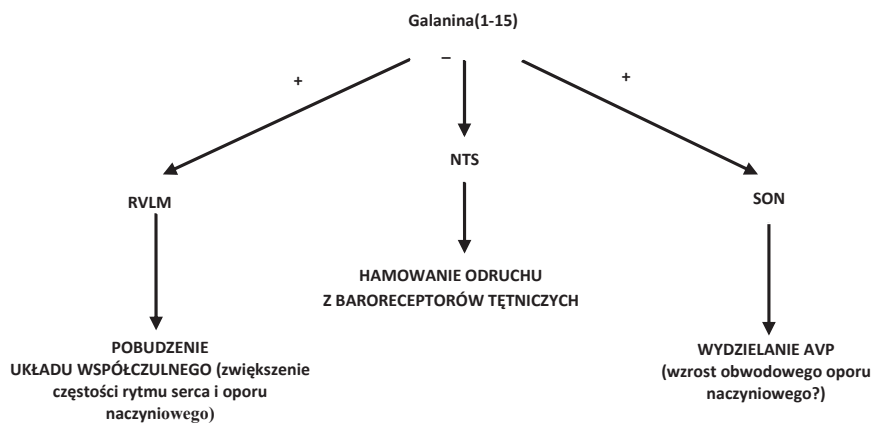 Galanina(1-15)
+
–
+
NTS
RVLM
SON
HAMOWANIE ODRUCHU
Z BARORECEPTORÓW TĘTNICZYCH
POBUDZENIE
UKŁADU WSPÓŁCZULNEGO (zwiększenie
częstości rytmu serca i oporu
naczyniowego)
WYDZIELANIE AVP
(wzrost obwodowego oporu
naczyniowego?)